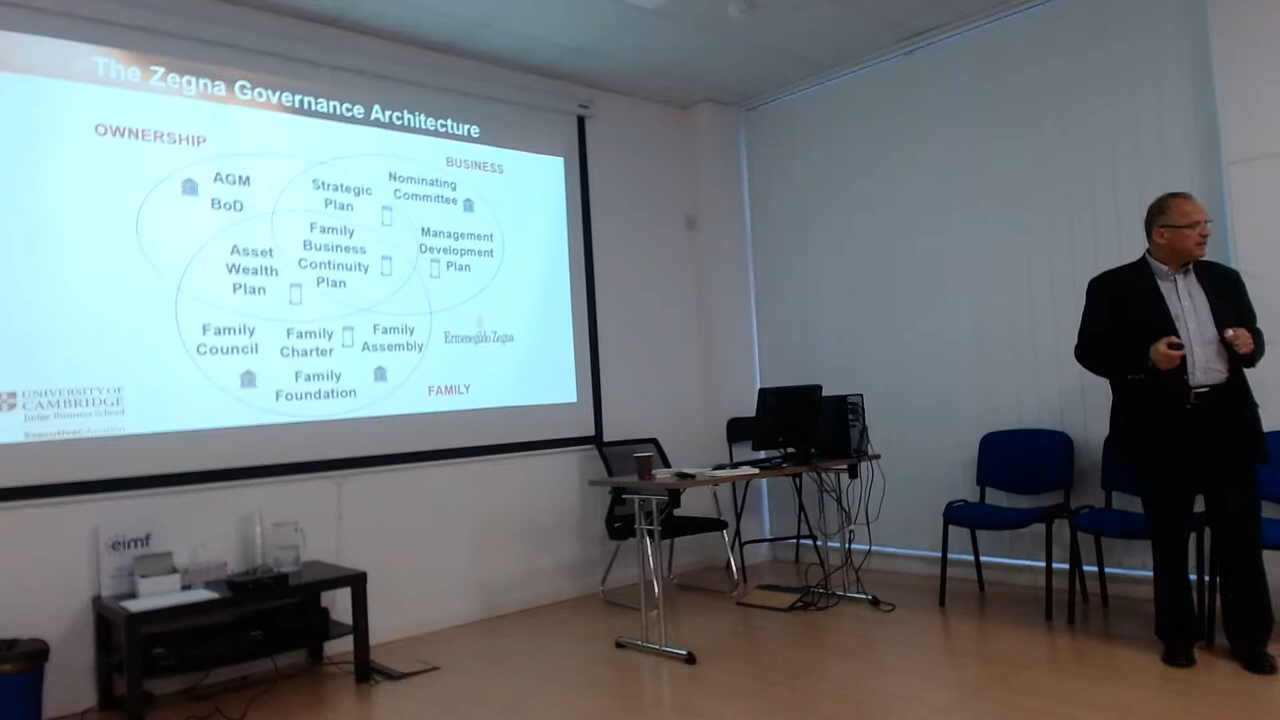 The Zegna Governance Architecture
OWNERSHIP
BUSINESS
AGM
BoD
Strategic
Plan
Nominating
Committee
Family
Business
Continuity
Plan
Management
Development
Plan
Asset
Wealth
Plan
Family
Council
Family
Charter
Family
Assembly
Family
Foundation
Ermenegildo Zegna
FAMILY
UNIVERSITY OF
CAMBRIDGE
Judge Business School
Executive Education
eimf